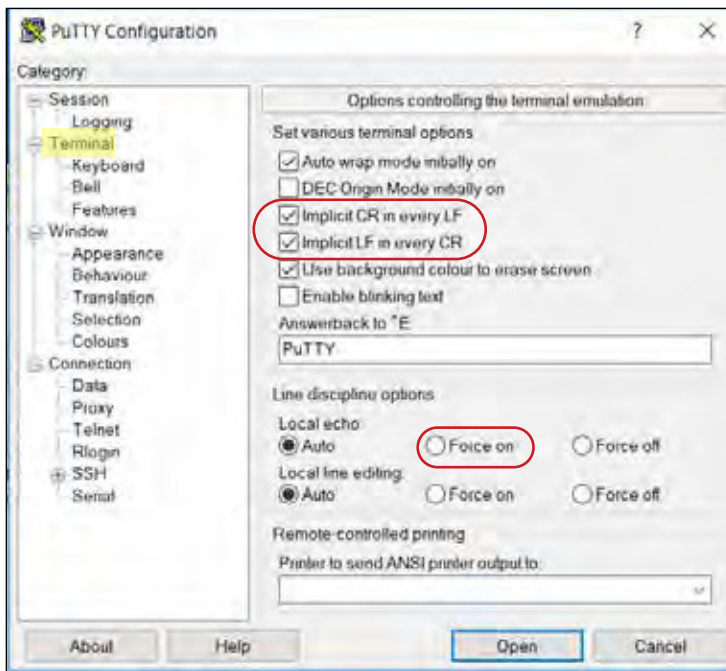 PuTTY Configuration
?
Category:
Session
Logging
Terminal
Keyboard
Bell
Features
Window
Appearance
Behaviour
Translation
Selection
Colours
Connection
Data
Proxy
Telnet
Rlogin
SSH
Serial
Options controlling the terminal emulation
Set various terminal options
Auto wrap mode initially on
DEC Origin Mode initially on
Implicit CR in every LF
Implicit LF in every CR
Use background colour to erase screen
Enable blinking text
Answerback to ^E
PuTTY
Line discipline options
Local echo:
Auto Force on Force off
Local line editing:
Auto Force on Force off
Remote-controlled printing
Printer to send ANSI printer output to:
About Help Open Cancel